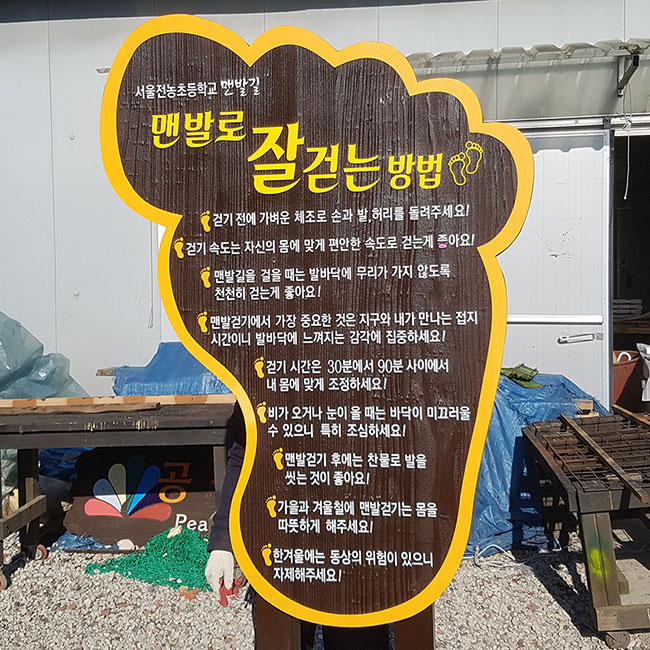 서울전농초등학교 맨발길
맨발로
잘걷는 방법
걷기 전에 가벼운 체조로 손과 발,허리를 돌려주세요!
걷기 속도는 자신의 몸에 맞게 편안한 속도로 걷는게 좋아요!
맨발길을 걸을 때는 발바닥에 무리가 가지 않도록
천천히 걷는게 좋아요!
맨발걷기에서 가장 중요한 것은 지구와 내가 만나는 접지
시간이니 발바닥에 느껴지는 감각에 집중하세요!
걷기 시간은 30분에서 90분 사이에서
내 몸에 맞게 조정하세요!
비가 오거나 눈이 올 때는 바닥이 미끄러울
수 있으니 특히 조심하세요!
맨발걷기 후에는 찬물로 발을
씻는 것이 좋아요!
가을과 겨울철에 맨발걷기는 몸을
따뜻하게 해주세요!
한겨울에는 동상의 위험이 있으니
자제해주세요!
공
Pea